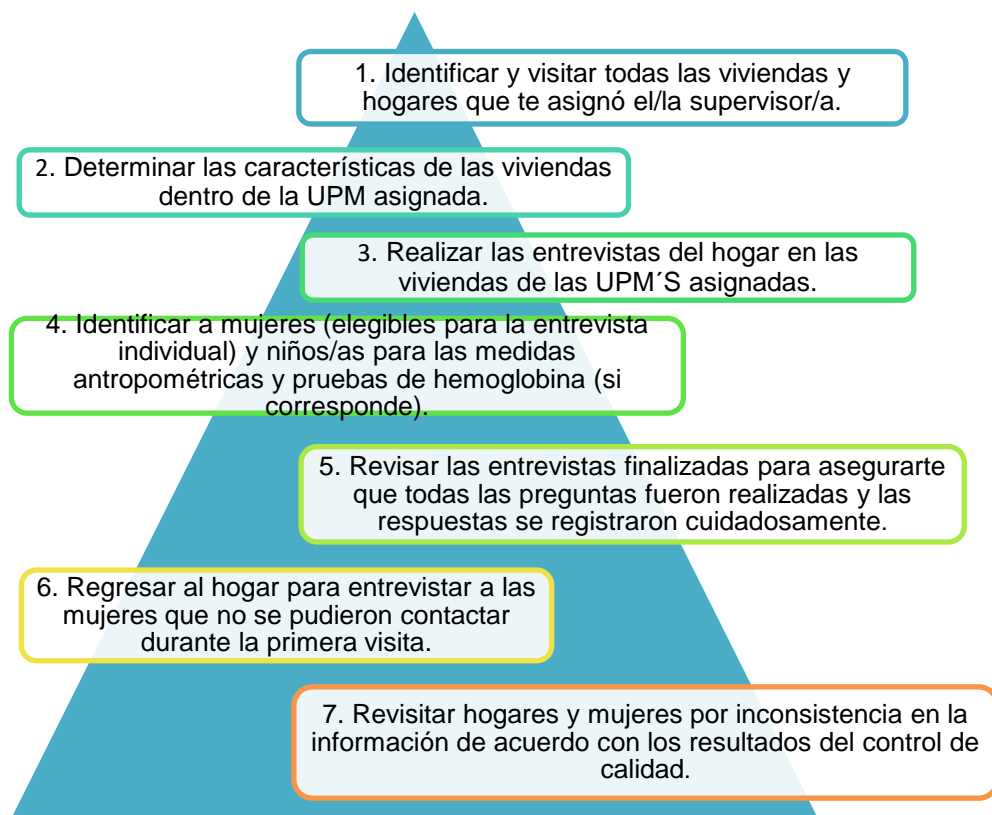 1. Identificar y visitar todas las viviendas y
hogares que te asignó el/la supervisor/a.
2. Determinar las características de las viviendas
dentro de la UPM asignada.
3. Realizar las entrevistas del hogar en las
viviendas de las UPM´S asignadas.
4. Identificar a mujeres (elegibles para la entrevista
individual) y niños/as para las medidas
antropométricas y pruebas de hemoglobina (si
corresponde).
5. Revisar las entrevistas finalizadas para asegurarte
que todas las preguntas fueron realizadas y las
respuestas se registraron cuidadosamente.
6. Regresar al hogar para entrevistar a las
mujeres que no se pudieron contactar
durante la primera visita.
7. Revisitar hogares y mujeres por inconsistencia en la
información de acuerdo con los resultados del control de
calidad.